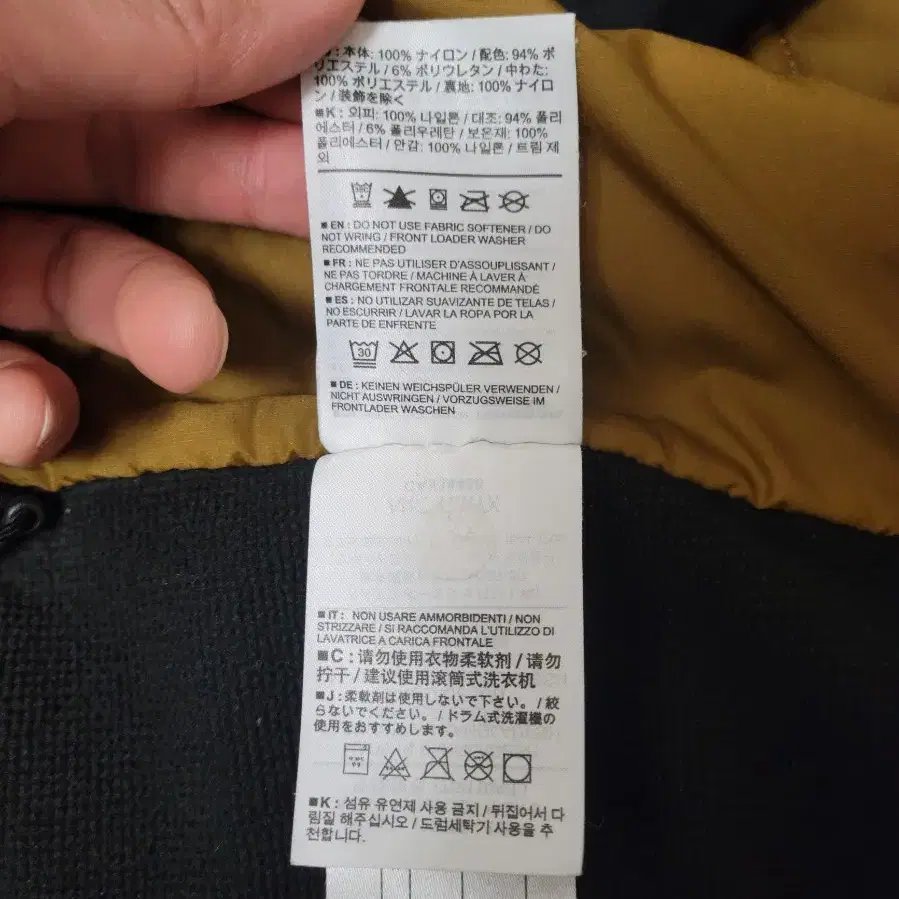 : 本体: 100% ナイロン / 配色: 94% ポ
リエステル / 6% ポリウレタン / 中わた:
100% ポリエステル / 裏地: 100% ナイロ
ン / 装飾を除く
■K : 외피: 100% 나일론 / 대조: 94% 폴리
에스터 / 6% 폴리우레탄 / 보온재: 100%
폴리에스터 / 안감: 100% 나일론 / 트림 제
외
■ EN : DO NOT USE FABRIC SOFTENER / DO
NOT WRING / FRONT LOADER WASHER
RECOMMENDED
■ FR : NE PAS UTILISER D'ASSOUPLISSANT /
NE PAS TORDRE / MACHINE À LAVER À
CHARGEMENT FRONTALE RECOMMANDÉ
■ ES : NO UTILIZAR SUAVIZANTE DE TELAS /
NO ESCURRIR / LAVAR LA ROPA POR LA
PARTE DE ENFRENTE
30
■ DE : KEINEN WEICHSPÜLER VERWENDEN /
NICHT AUSWRINGEN / VORZUGSWEISE IM
FRONTLADER WASCHEN
■ IT : NON USARE AMMORBIDENTI / NON
STRIZZARE / SI RACCOMANDA L'UTILIZZO DI
LAVATRICE A CARICA FRONTALE
■C : 请勿使用衣物柔软剂 / 请勿
拧干 / 建议使用滚筒式洗衣机
■J : 柔軟剤は使用しないで下さい。 / 絞
らないでください。 / ドラム式洗濯機の
使用をおすすめします。
■K : 섬유 유연제 사용 금지 / 뒤집어서 다
림질 해주십시오 / 드럼세탁기 사용을 추
천합니다.